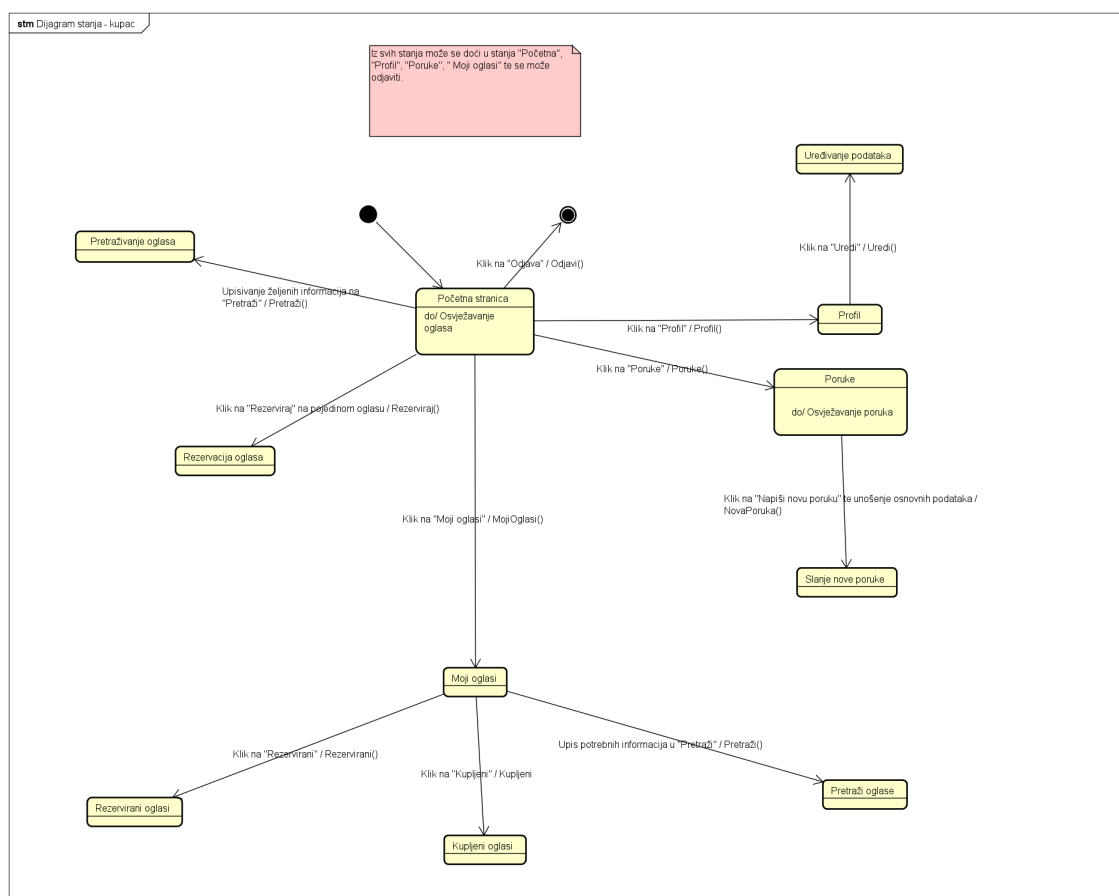 stm Dijagram stanja - kupac
Iz svih stanja može se doći u stanja "Početna",
"Profil", "Poruke", " Moji oglasi" te se može
odjaviti.
Uređivanje podataka
Pretraživanje oglasa
Klik na "Uredi" / Uredi()
Klik na "Odjava" / Odjavi()
Upisivanje željenih informacija na
"Pretraži" / Pretraži()
Početna stranica
do/ Osvježavanje
oglasa
Profil
Klik na "Profil" / Profil()
Klik na "Poruke" / Poruke()
Poruke
do/ Osvježavanje poruka
Klik na "Rezerviraj" na pojedinom oglasu / Rezerviraj()
Rezervacija oglasa
Klik na "Napiši novu poruku" te unošenje osnovnih podataka /
NovaPoruka()
Klik na "Moji oglasi" / MojiOglasi()
Slanje nove poruke
Moji oglasi
Klik na "Rezervirani" / Rezervirani()
Upis potrebnih informacija u "Pretraži" / Pretraži()
Klik na "Kupljeni" / Kupljeni
Rezervirani oglasi
Pretraži oglase
Kupljeni oglasi